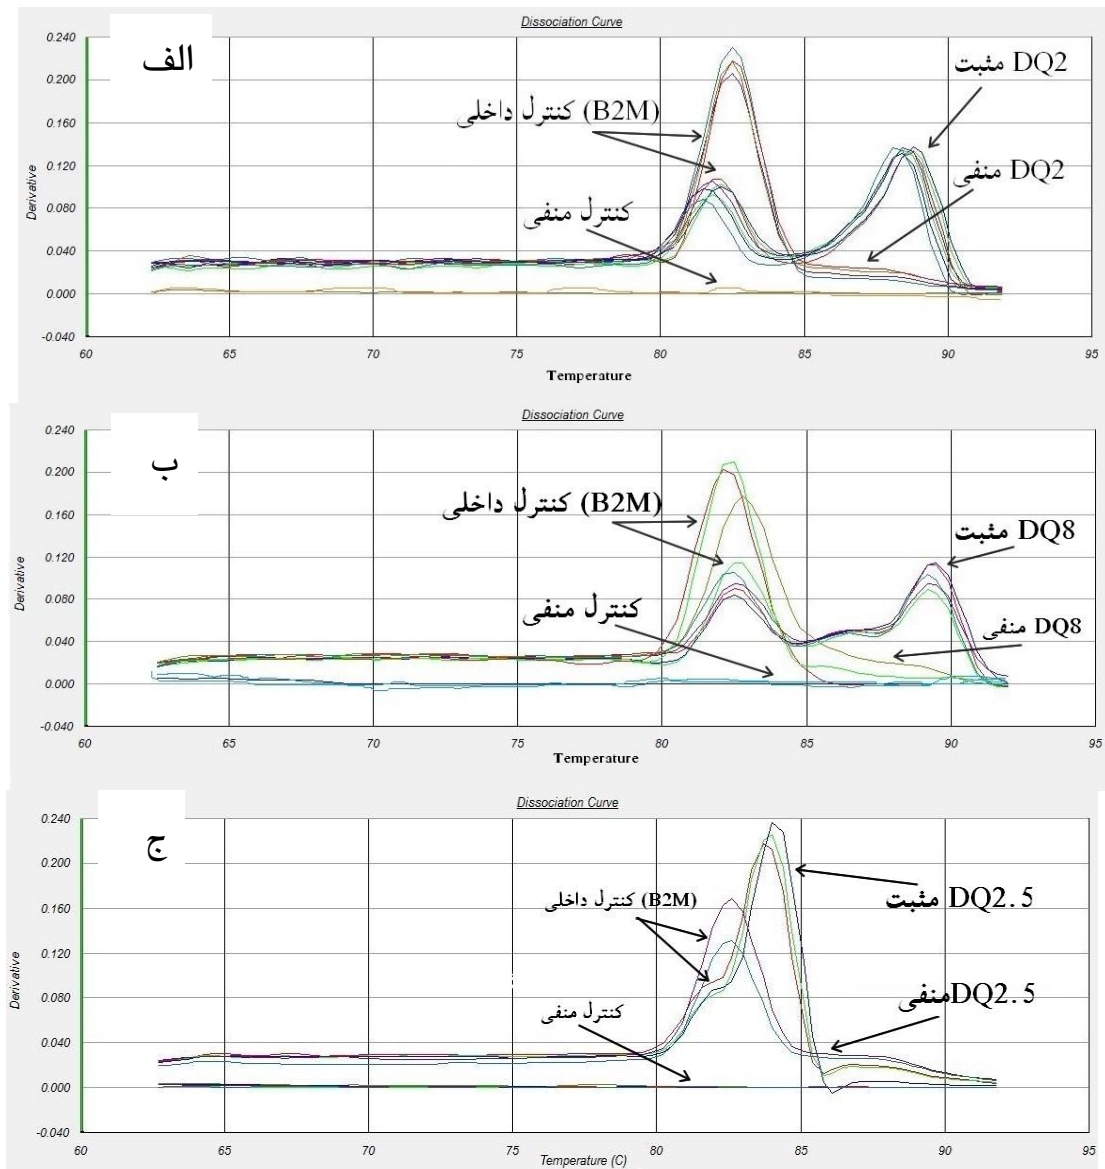 Dissociation Curve
الف
DQ2 مثبت
کنترل داخلی (B2M)
DQ2 منفی
کنترل منفی
Derivative
0.240
0.200
0.160
0.120
0.080
0.040
0.000
-0.040
60 65 70 75 80 85 90 95
Temperature
Dissociation Curve
ب
کنترل داخلی (B2M)
DQ8 مثبت
کنترل منفی
DQ8 منفی
Derivative
0.240
0.200
0.160
0.120
0.080
0.040
0.000
-0.040
60 65 70 75 80 85 90 95
Temperature
Dissociation Curve
ج
DQ2.5 مثبت
کنترل داخلی (B2M)
DQ2.5منفی
کنترل منفی
Derivative
0.240
0.200
0.160
0.120
0.080
0.040
0.000
-0.040
60 65 70 75 80 85 90 95
Temperature (C)